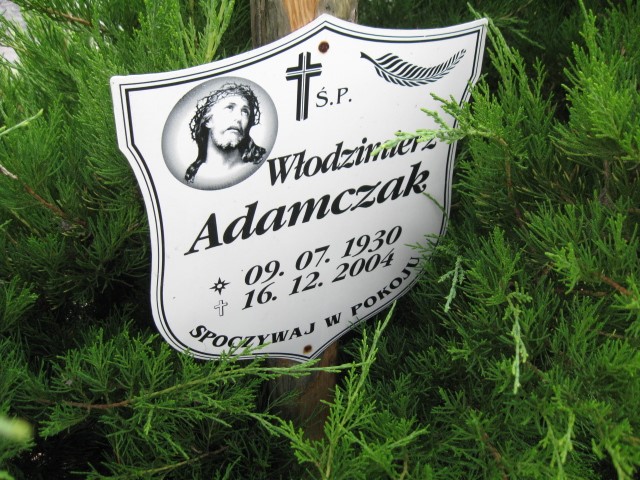 Ś.P.
Włodzimierz
Adamczak
09. 07. 1930
16. 12. 2004
SPOCZYWAJ W POKOJU